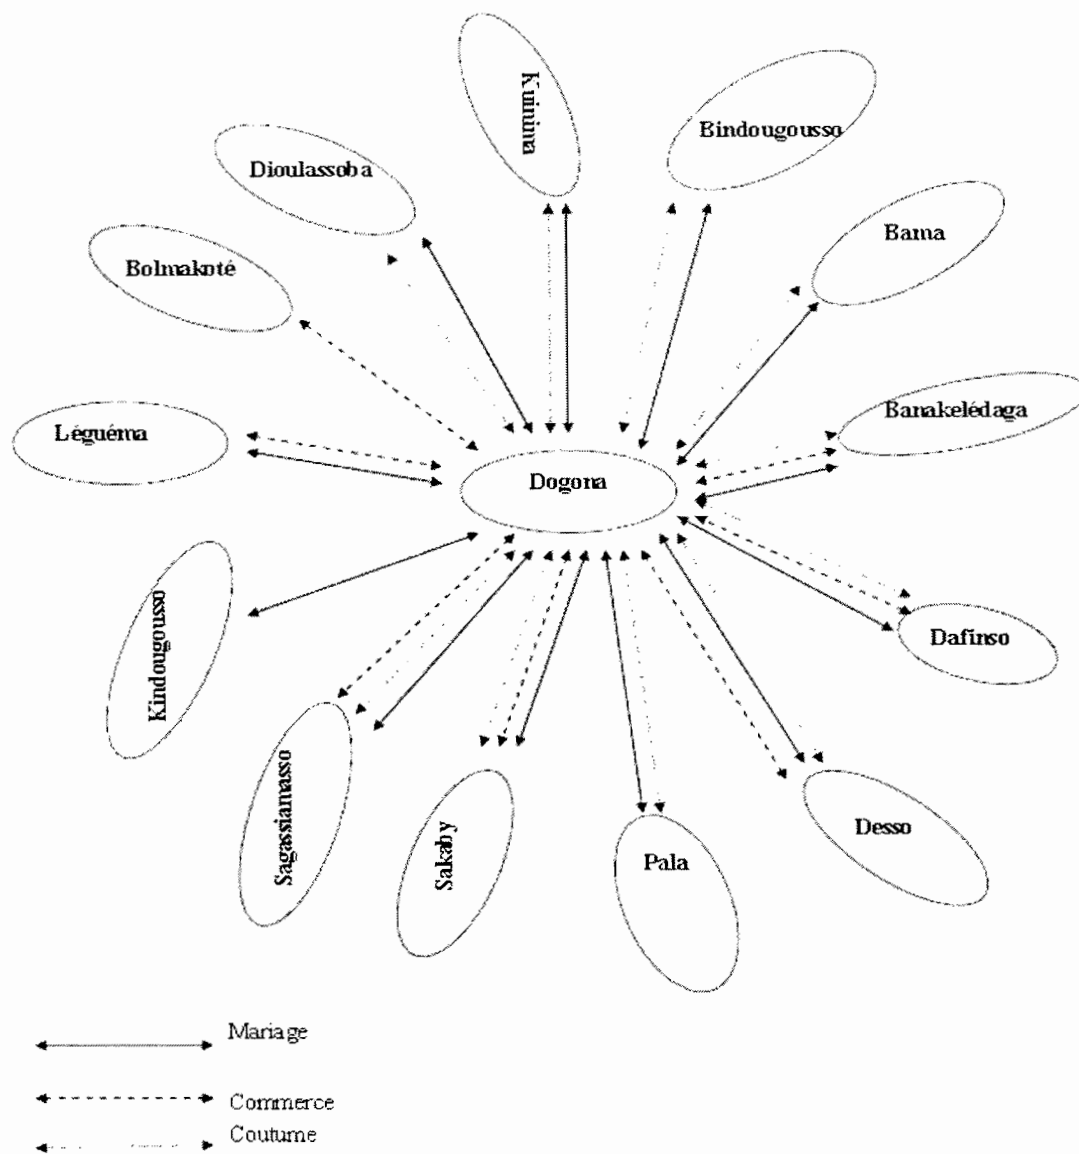 Kuinima
Bindougousso
Dioulassoba
Bama
Bolmakoté
Banakelédaga
Léguéma
Dogona
Dafinso
Kindougousso
Sagassiamasso
Sakaby
Pala
Desso
Mariage
Commerce
Coutume